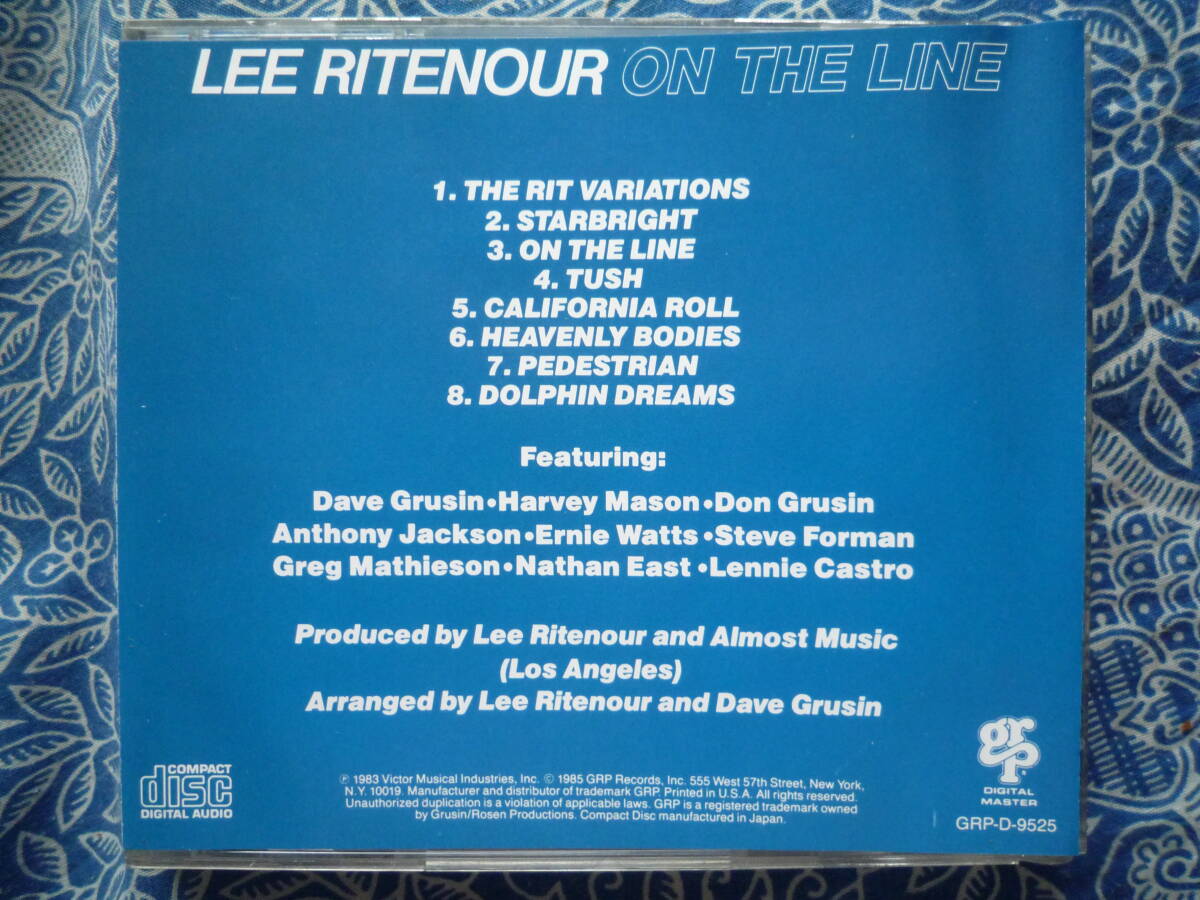 LEE RITENOUR ON THE LINE
1. THE RIT VARIATIONS
2. STARBRIGHT
3. ON THE LINE
4. TUSH
5. CALIFORNIA ROLL
6. HEAVENLY BODIES
7. PEDESTRIAN
8. DOLPHIN DREAMS
Featuring:
Dave Grusin•Harvey Mason•Don Grusin
Anthony Jackson•Ernie Watts•Steve Forman
Greg Mathieson•Nathan East •Lennie Castro
Produced by Lee Ritenour and Almost Music
(Los Angeles)
Arranged by Lee Ritenour and Dave Grusin
℗ 1983 Victor Musical Industries, Inc. © 1985 GRP Records, Inc. 555 West 57th Street, New York,
N.Y. 10019. Manufacturer and distributor of trademark GRP. Printed in U.S.A. All rights reserved.
Unauthorized duplication is a violation of applicable laws. GRP is a registered trademark owned
by Grusin/Rosen Productions. Compact Disc manufactured in Japan.
COMPACT
disc
DIGITAL AUDIO
grp
DIGITAL
MASTER
GRP-D-9525